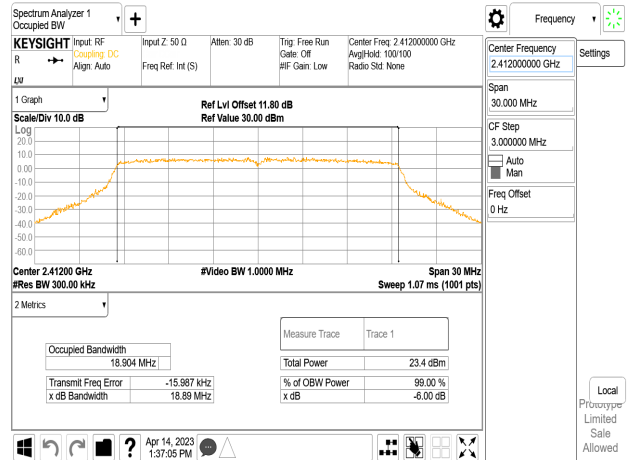 Spectrum Analyzer 1
Occupied BW
Frequency
KEYSIGHT
R
LXI
Input: RF
Coupling: DC
Align: Auto
Input Z: 50 Ω
Freq Ref: Int (S)
Atten: 30 dB
Trig: Free Run
Gate: Off
#IF Gain: Low
Center Freq: 2.412000000 GHz
Avg|Hold: 100/100
Radio Std: None
Center Frequency
2.412000000 GHz
Settings
Span
30.000 MHz
CF Step
3.000000 MHz
Auto
Man
Freq Offset
0 Hz
1 Graph
Scale/Div 10.0 dB
Ref Lvl Offset 11.80 dB
Ref Value 30.00 dBm
Log
20.0
10.0
0.00
-10.0
-20.0
-30.0
-40.0
-50.0
-60.0
Center 2.41200 GHz
#Res BW 300.00 kHz
#Video BW 1.0000 MHz
Span 30 MHz
Sweep 1.07 ms (1001 pts)
2 Metrics
Measure Trace
Trace 1
Occupied Bandwidth
18.904 MHz
Total Power
23.4 dBm
Transmit Freq Error
-15.987 kHz
% of OBW Power
99.00 %
x dB Bandwidth
18.89 MHz
x dB
-6.00 dB
Local
Prototype
Limited
Sale
Allowed
?
Apr 14, 2023
1:37:05 PM